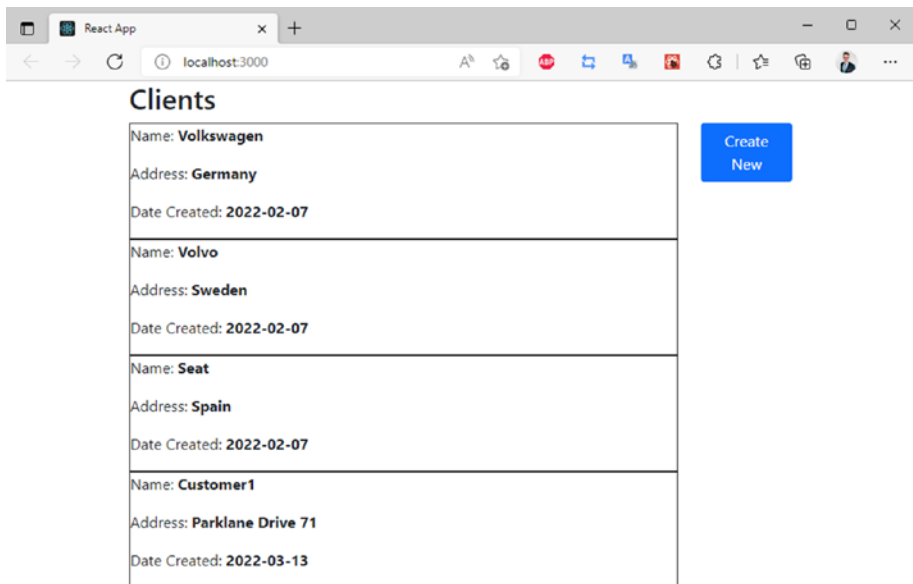 React App
localhost:3000
ABP
Clients
Name: Volkswagen
Address: Germany
Date Created: 2022-02-07
Name: Volvo
Address: Sweden
Date Created: 2022-02-07
Name: Seat
Address: Spain
Date Created: 2022-02-07
Name: Customer1
Address: Parklane Drive 71
Date Created: 2022-03-13
Create
New